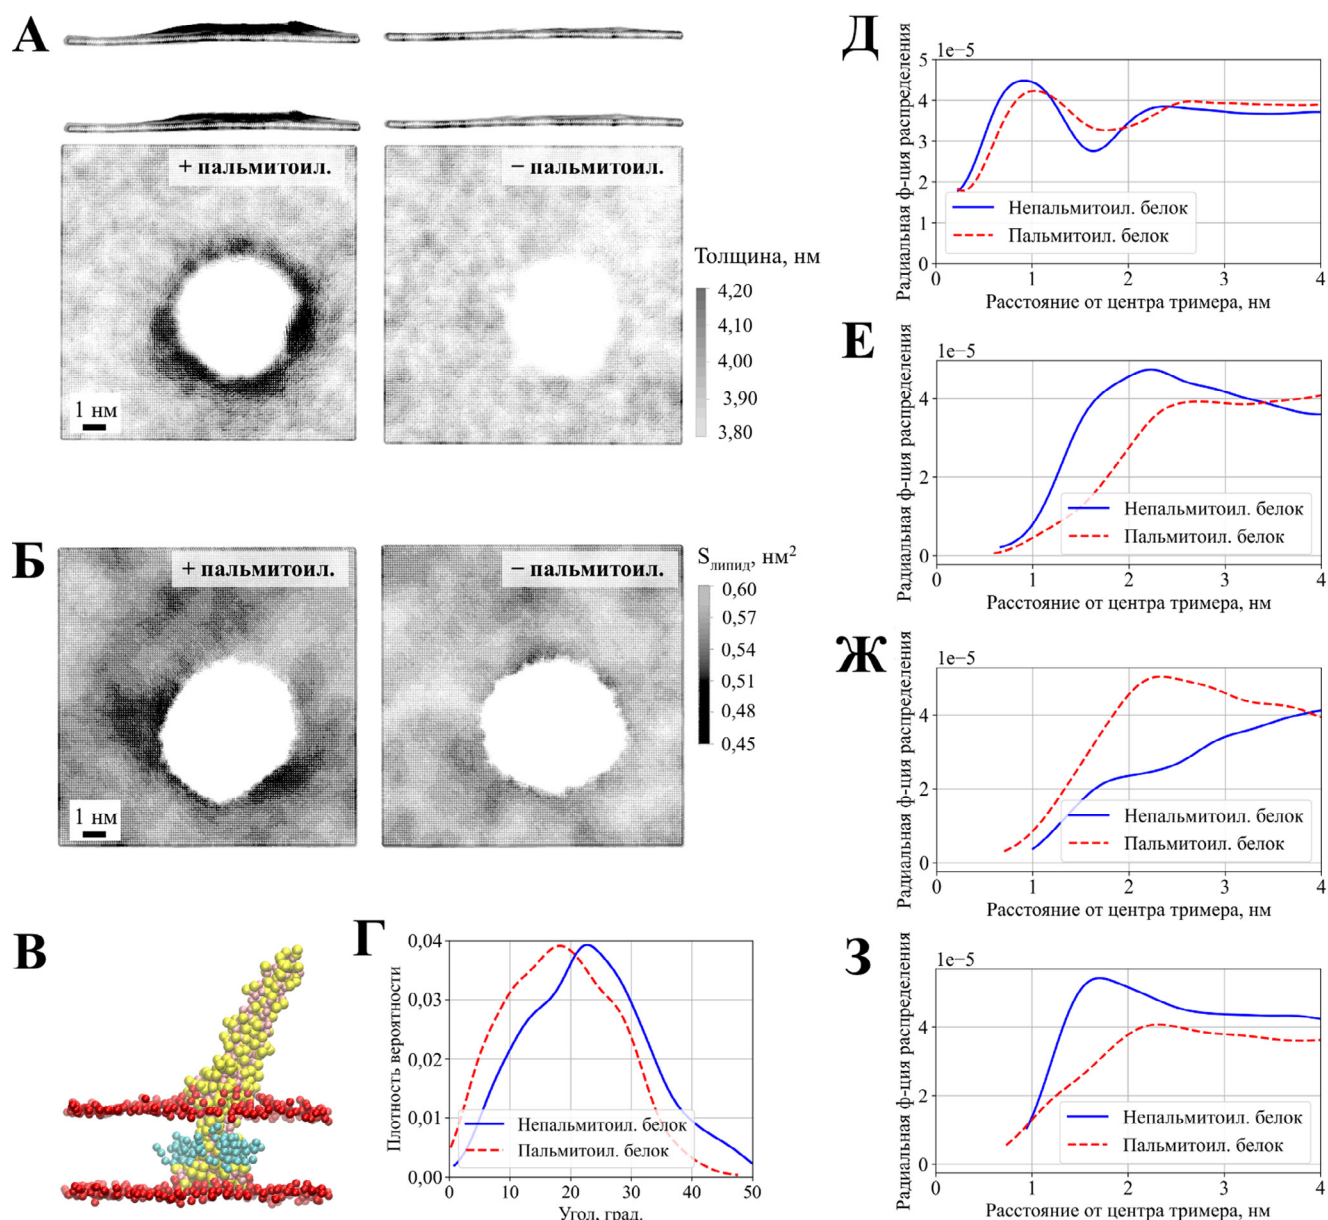 А
+ пальмитоил.
− пальмитоил.
Толщина, нм
4,20
4,10
4,00
3,90
3,80
1 нм
Б
+ пальмитоил.
− пальмитоил.
Sлипид, нм²
0,60
0,57
0,54
0,51
0,48
0,45
1 нм
В
Г
Плотность вероятности
0,04
0,03
0,02
0,01
0,00
Непальмитоил. белок
Пальмитоил. белок
0 10 20 30 40 50
Угол, град.
Д
1e−5
Радиальная ф-ция распределения
5
4
3
2
1
0
Непальмитоил. белок
Пальмитоил. белок
0 1 2 3 4
Расстояние от центра тримера, нм
Е
1e−5
Радиальная ф-ция распределения
4
2
0
Непальмитоил. белок
Пальмитоил. белок
0 1 2 3 4
Расстояние от центра тримера, нм
Ж
1e−5
Радиальная ф-ция распределения
4
2
0
Непальмитоил. белок
Пальмитоил. белок
0 1 2 3 4
Расстояние от центра тримера, нм
З
1e−5
Радиальная ф-ция распределения
4
2
0
Непальмитоил. белок
Пальмитоил. белок
0 1 2 3 4
Расстояние от центра тримера, нм